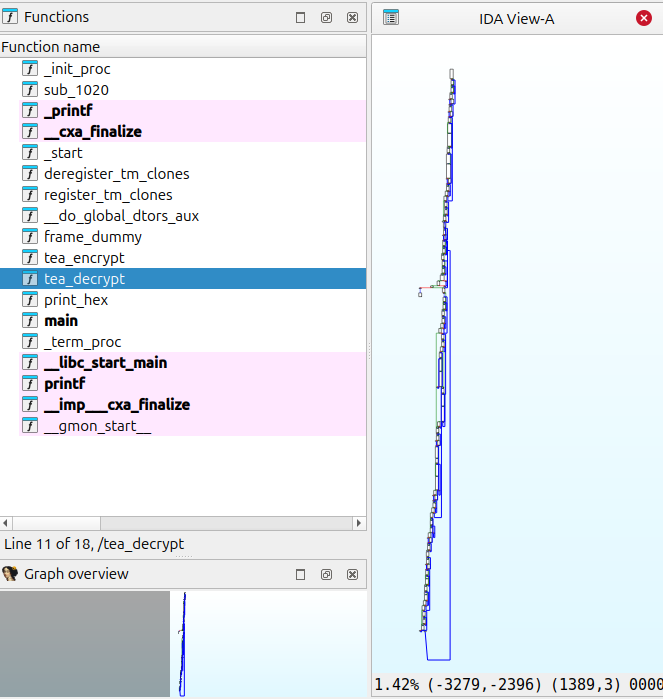 Functions
Function name
_init_proc
sub_1020
_printf
__cxa_finalize
_start
deregister_tm_clones
register_tm_clones
__do_global_dtors_aux
frame_dummy
tea_encrypt
tea_decrypt
print_hex
main
_term_proc
__libc_start_main
printf
__imp___cxa_finalize
__gmon_start__
Line 11 of 18, /tea_decrypt
Graph overview
IDA View-A
1.42% (-3279,-2396) (1389,3) 0000